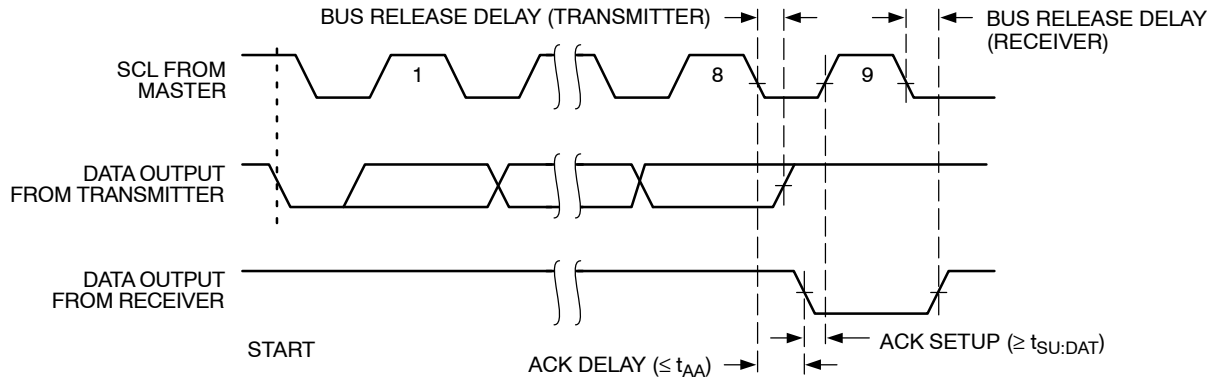 BUS RELEASE DELAY (TRANSMITTER)
BUS RELEASE DELAY
(RECEIVER)
SCL FROM
MASTER
1
8
9
DATA OUTPUT
FROM TRANSMITTER
DATA OUTPUT
FROM RECEIVER
START
ACK DELAY (≤ tAA)
ACK SETUP (≥ tSU:DAT)